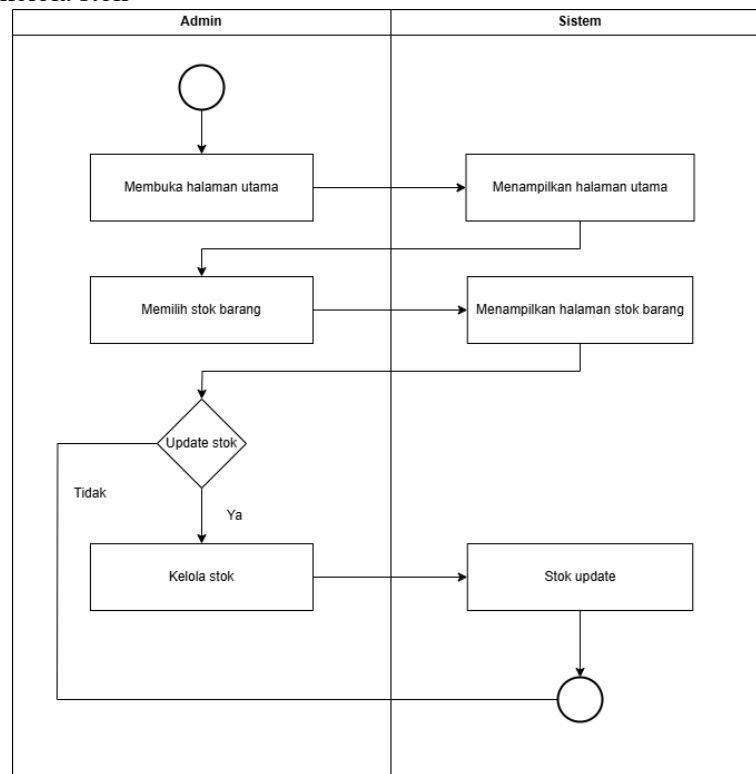 Admin
Sistem
Membuka halaman utama
Menampilkan halaman utama
Memilih stok barang
Menampilkan halaman stok barang
Update stok
Tidak
Ya
Kelola stok
Stok update